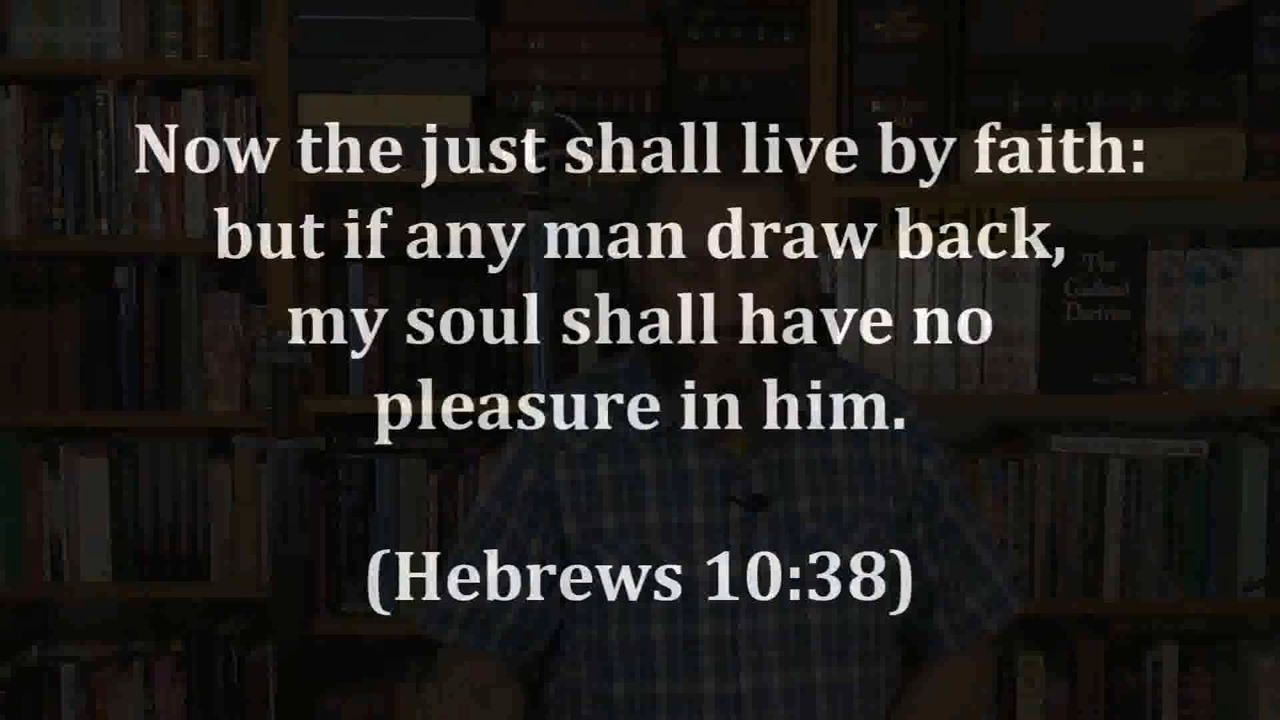 Now the just shall live by faith:
but if any man draw back,
my soul shall have no
pleasure in him.
(Hebrews 10:38)